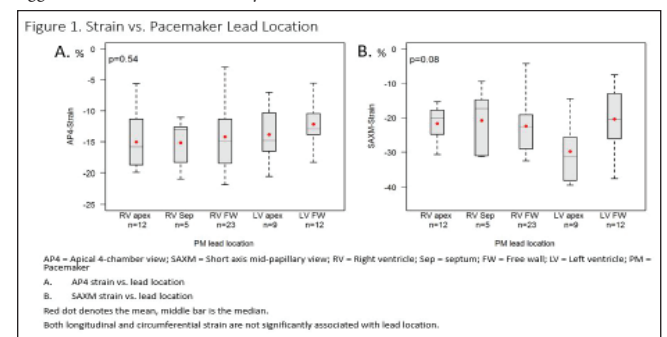 Figure 1. Strain vs. Pacemaker Lead Location
A. %
p=0.54
0
-5
-10
-15
-20
-25
AP4-Strain
RV apex RV Sep RV FW LV apex LV FW
n=12 n=5 n=23 n=9 n=12
PM lead location
B. %
p=0.08
0
-10
-20
-30
-40
SAXM-Strain
RV apex RV Sep RV FW LV apex LV FW
n=12 n=5 n=23 n=9 n=12
PM lead location
AP4 = Apical 4-chamber view; SAXM = Short axis mid-papillary view; RV = Right ventricle; Sep = septum; FW = Free wall; LV = Left ventricle; PM =
Pacemaker
A. AP4 strain vs. lead location
B. SAXM strain vs. lead location
Red dot denotes the mean, middle bar is the median.
Both longitudinal and circumferential strain are not significantly associated with lead location.